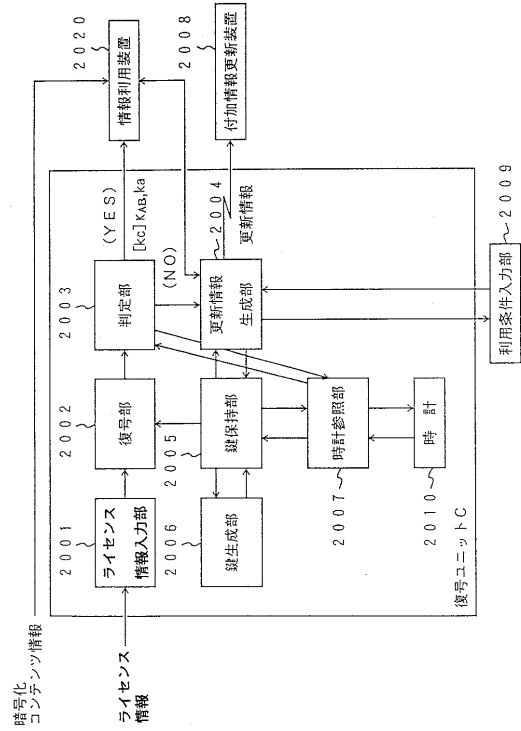 暗号化
コンテンツ情報
ライセンス
情報
2001
ライセンス
情報入力部
2002
復号部
2003
判定部
(YES)
[kc]KAB,ka
(NO)
2020
情報利用装置
2006
鍵生成部
2005
鍵保持部
2004
更新情報
生成部
更新情報
2008
付加情報更新装置
2007
時計参照部
2010
時 計
2009
利用条件入力部
復号ユニットC